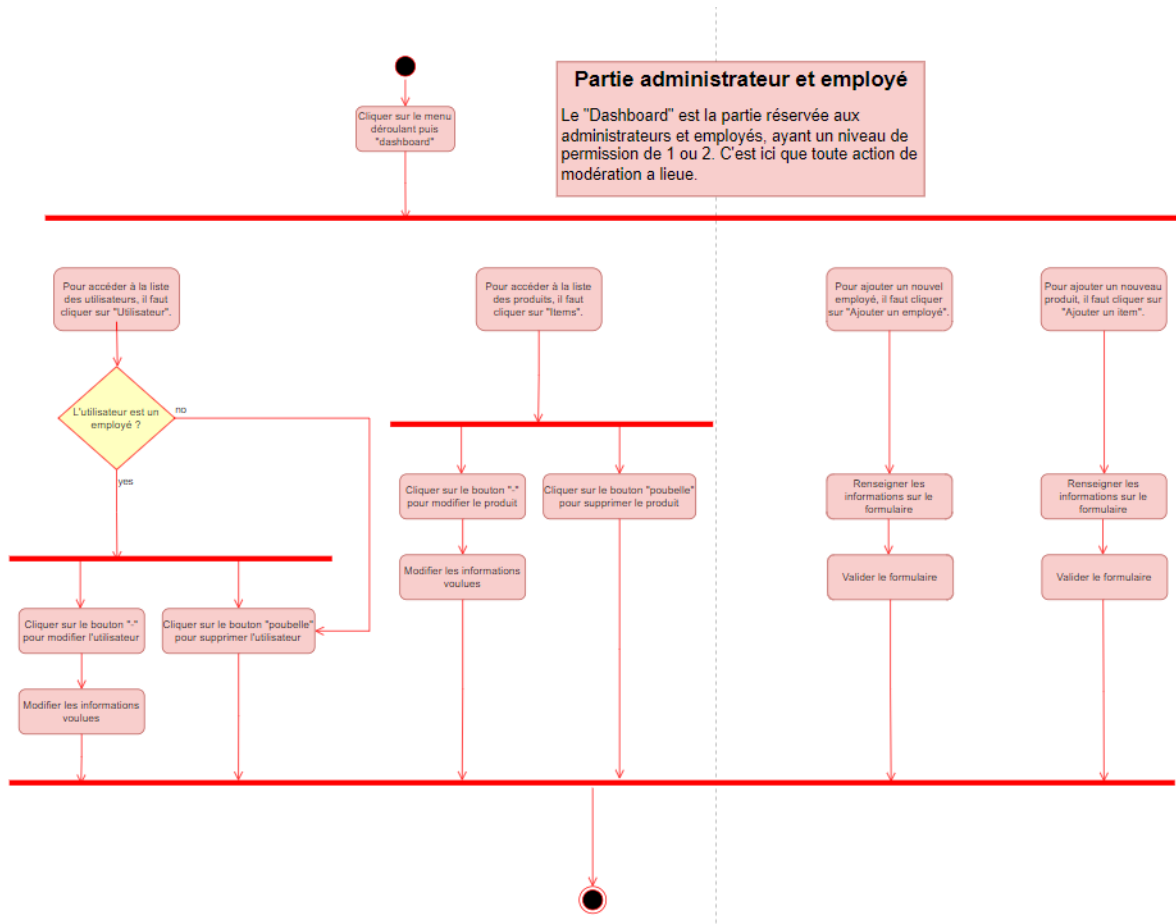 Partie administrateur et employé
Le "Dashboard" est la partie réservée aux
administrateurs et employés, ayant un niveau de
permission de 1 ou 2. C'est ici que toute action de
modération a lieue.
Cliquer sur le menu
déroulant puis
"dashboard"
Pour accéder à la liste
des utilisateurs, il faut
cliquer sur "Utilisateur".
Pour accéder à la liste
des produits, il faut
cliquer sur "Items".
Pour ajouter un nouvel
employé, il faut cliquer
sur "Ajouter un employé".
Pour ajouter un nouveau
produit, il faut cliquer sur
"Ajouter un item".
L'utilisateur est un
employé ?
no
yes
Cliquer sur le bouton "-"
pour modifier le produit
Cliquer sur le bouton "poubelle"
pour supprimer le produit
Renseigner les
informations sur le
formulaire
Renseigner les
informations sur le
formulaire
Modifier les informations
voulues
Valider le formulaire
Valider le formulaire
Cliquer sur le bouton "-"
pour modifier l'utilisateur
Cliquer sur le bouton "poubelle"
pour supprimer l'utilisateur
Modifier les informations
voulues